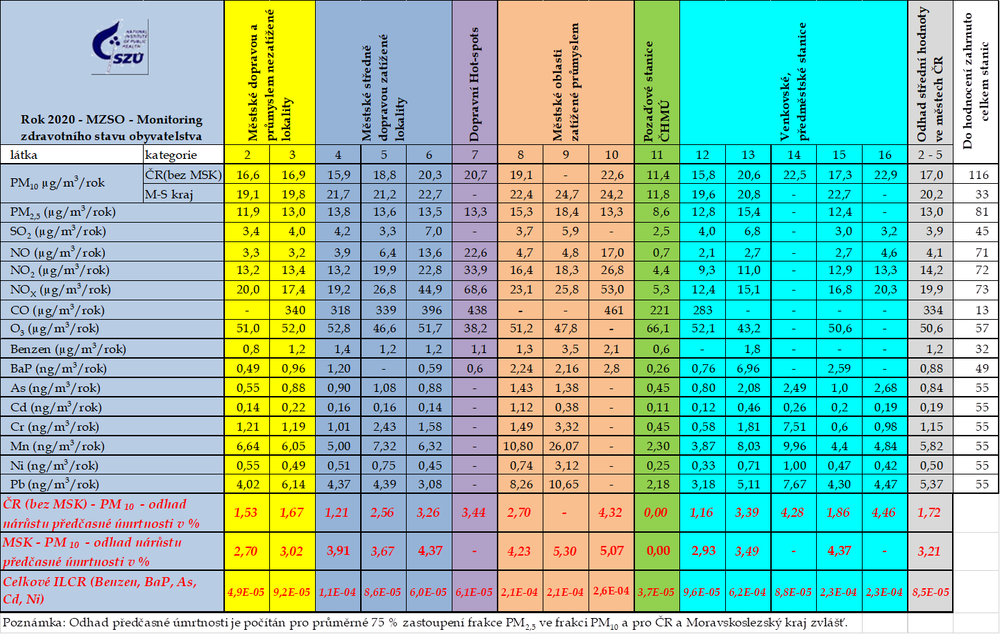 NATIONAL
INSTITUTE
OF PUBLIC
HEALTH
SZÚ
Rok 2020 - MZSO - Monitoring
zdravotního stavu obyvatelstva
Městské dopravou a
průmyslem nezatížené
lokality
Městské středně
dopravou zatížené
lokality
Dopravní Hot-spots
Městské oblasti
zatížené průmyslem
Pozaďové stanice
ČHMÚ
Venkovské,
předměstské stanice
Odhad střední hodnoty
ve městech ČR
Do hodnocení zahrnuto
celkem stanic
látka kategorie 2 3 4 5 6 7 8 9 10 11 12 13 14 15 16 2 - 5
PM10 µg/m3/rok
ČR(bez MSK) 16,6 16,9 15,9 18,8 20,3 20,7 19,1 - 22,6 11,4 15,8 20,6 22,5 17,3 22,9 17,0 116
M-S kraj 19,1 19,8 21,7 21,2 22,7 - 22,4 24,7 24,2 11,8 19,6 20,8 - 22,7 - 20,2 33
PM2,5 (µg/m3/rok) 11,9 13,0 13,8 13,6 13,5 13,3 15,3 18,4 13,3 8,6 12,8 15,4 - 12,4 - 13,0 81
SO2 (µg/m3/rok) 3,4 4,0 4,2 3,3 7,0 - 3,7 5,9 - 2,5 4,0 6,8 - 3,0 3,2 3,9 45
NO (µg/m3/rok) 3,3 3,2 3,9 6,4 13,6 22,6 4,7 4,8 17,0 0,7 2,1 2,7 - 2,7 4,6 4,1 71
NO2 (µg/m3/rok) 13,2 13,4 13,2 19,9 22,8 33,9 16,4 18,3 26,8 4,4 9,3 11,0 - 12,9 13,3 14,2 72
NOX (µg/m3/rok) 20,0 17,4 19,2 26,8 44,9 68,6 23,1 25,8 53,0 5,3 12,4 15,1 - 16,8 20,3 19,9 73
CO (µg/m3/rok) - 340 318 339 396 438 - - 461 221 283 - - - - 334 13
O3 (µg/m3/rok) 51,0 52,0 52,8 46,6 51,7 38,2 51,2 47,8 - 66,1 52,1 43,2 - 50,6 - 50,6 57
Benzen (µg/m3/rok) 0,8 1,2 1,4 1,2 1,2 1,1 1,3 3,5 2,1 0,6 - 1,8 - - - 1,2 32
BaP (ng/m3/rok) 0,49 0,96 1,20 - 0,59 0,6 2,24 2,16 2,8 0,26 0,76 6,96 - 2,59 - 0,88 49
As (ng/m3/rok) 0,55 0,88 0,90 1,08 0,88 - 1,43 1,38 - 0,45 0,80 2,08 2,49 1,0 2,68 0,84 55
Cd (ng/m3/rok) 0,14 0,22 0,16 0,16 0,14 - 1,12 0,38 - 0,11 0,12 0,46 0,26 0,2 0,19 0,19 55
Cr (ng/m3/rok) 1,21 1,19 1,01 2,43 1,58 - 1,49 3,32 - 0,45 0,58 1,81 7,51 0,6 0,98 1,15 55
Mn (ng/m3/rok) 6,64 6,05 5,00 7,32 6,32 - 10,80 26,07 - 2,30 3,87 8,03 9,96 4,4 4,84 5,82 55
Ni (ng/m3/rok) 0,55 0,49 0,51 0,75 0,45 - 0,74 3,12 - 0,25 0,33 0,71 1,00 0,47 0,42 0,50 55
Pb (ng/m3/rok) 4,02 6,14 4,37 4,39 3,08 - 8,26 10,65 - 2,18 3,18 5,11 7,67 4,30 4,47 5,37 55
ČR (bez MSK) - PM 10 - odhad
nárůstu předčasné úmrtnosti v % 1,53 1,67 1,21 2,56 3,26 3,44 2,70 - 4,32 0,00 1,16 3,39 4,28 1,86 4,46 1,72
MSK - PM 10 - odhad nárůstu
předčasné úmrtnosti v % 2,70 3,02 3,91 3,67 4,37 - 4,23 5,30 5,07 0,00 2,93 3,49 - 4,37 - 3,21
Celkové ILCR (Benzen, BaP, As,
Cd, Ni) 4,9E-05 9,2E-05 1,1E-04 8,6E-05 6,0E-05 6,1E-05 2,1E-04 2,1E-04 2,6E-04 3,7E-05 9,6E-05 6,2E-04 8,8E-05 2,3E-04 2,3E-04 8,5E-05
Poznámka: Odhad předčasné úmrtnosti je počítán pro průměrné 75 % zastoupení frakce PM2,5 ve frakci PM10 a pro ČR a Moravskoslezský kraj zvlášť.